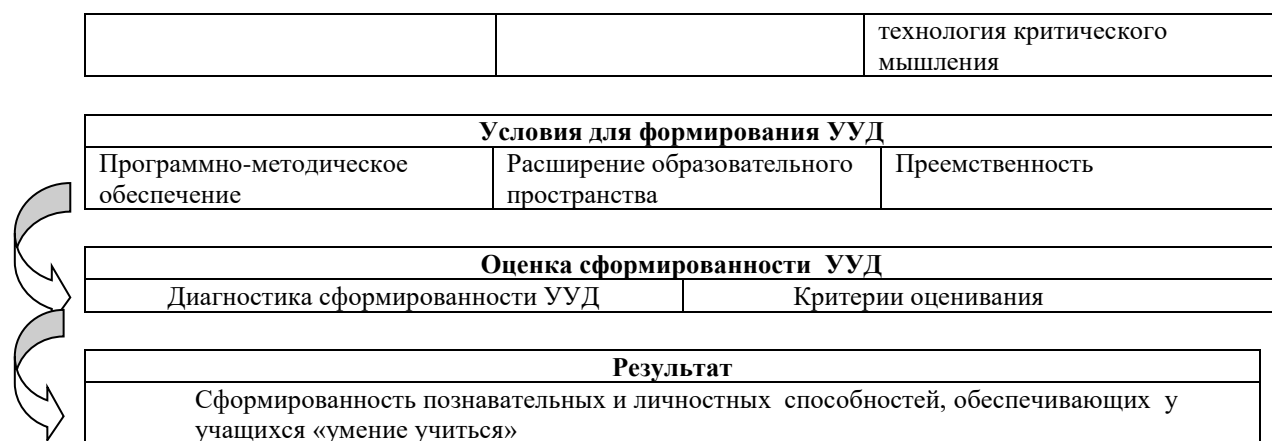 технология критического
мышления
Условия для формирования УУД
Программно-методическое
обеспечение
Расширение образовательного
пространства
Преемственность
Оценка сформированности УУД
Диагностика сформированности УУД
Критерии оценивания
Результат
Сформированность познавательных и личностных способностей, обеспечивающих у
учащихся «умение учиться»